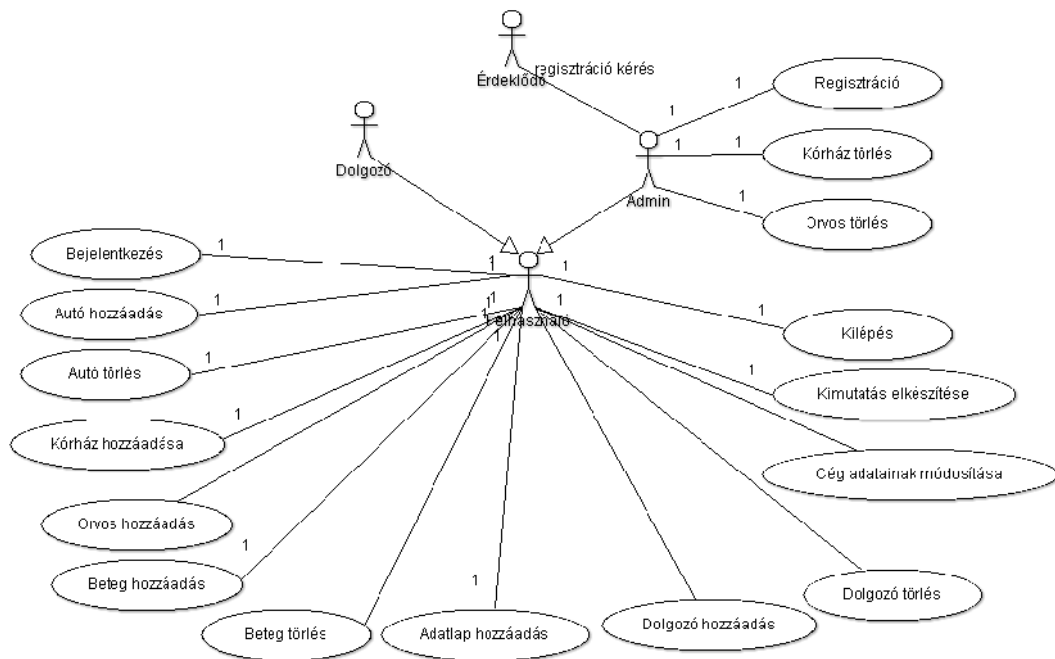 regisztráció kérés
Érdeklődő
1
Regisztráció
1
1
1
Kórház törlés
Dolgozó
Admin
Orvos törlés
Bejelentkezés
1
1
1
Autó hozzáadás
1
1
1
1
1
Felhasználó
1
Kilépés
1
Autó törlés
1
1
Kimutatás elkészítése
1
Kórház hozzáadása
Cég adatainak módosítása
Orvos hozzáadás
1
Beteg hozzáadás
1
Dolgozó törlés
Beteg törlés
Adatlap hozzáadás
Dolgozó hozzáadás